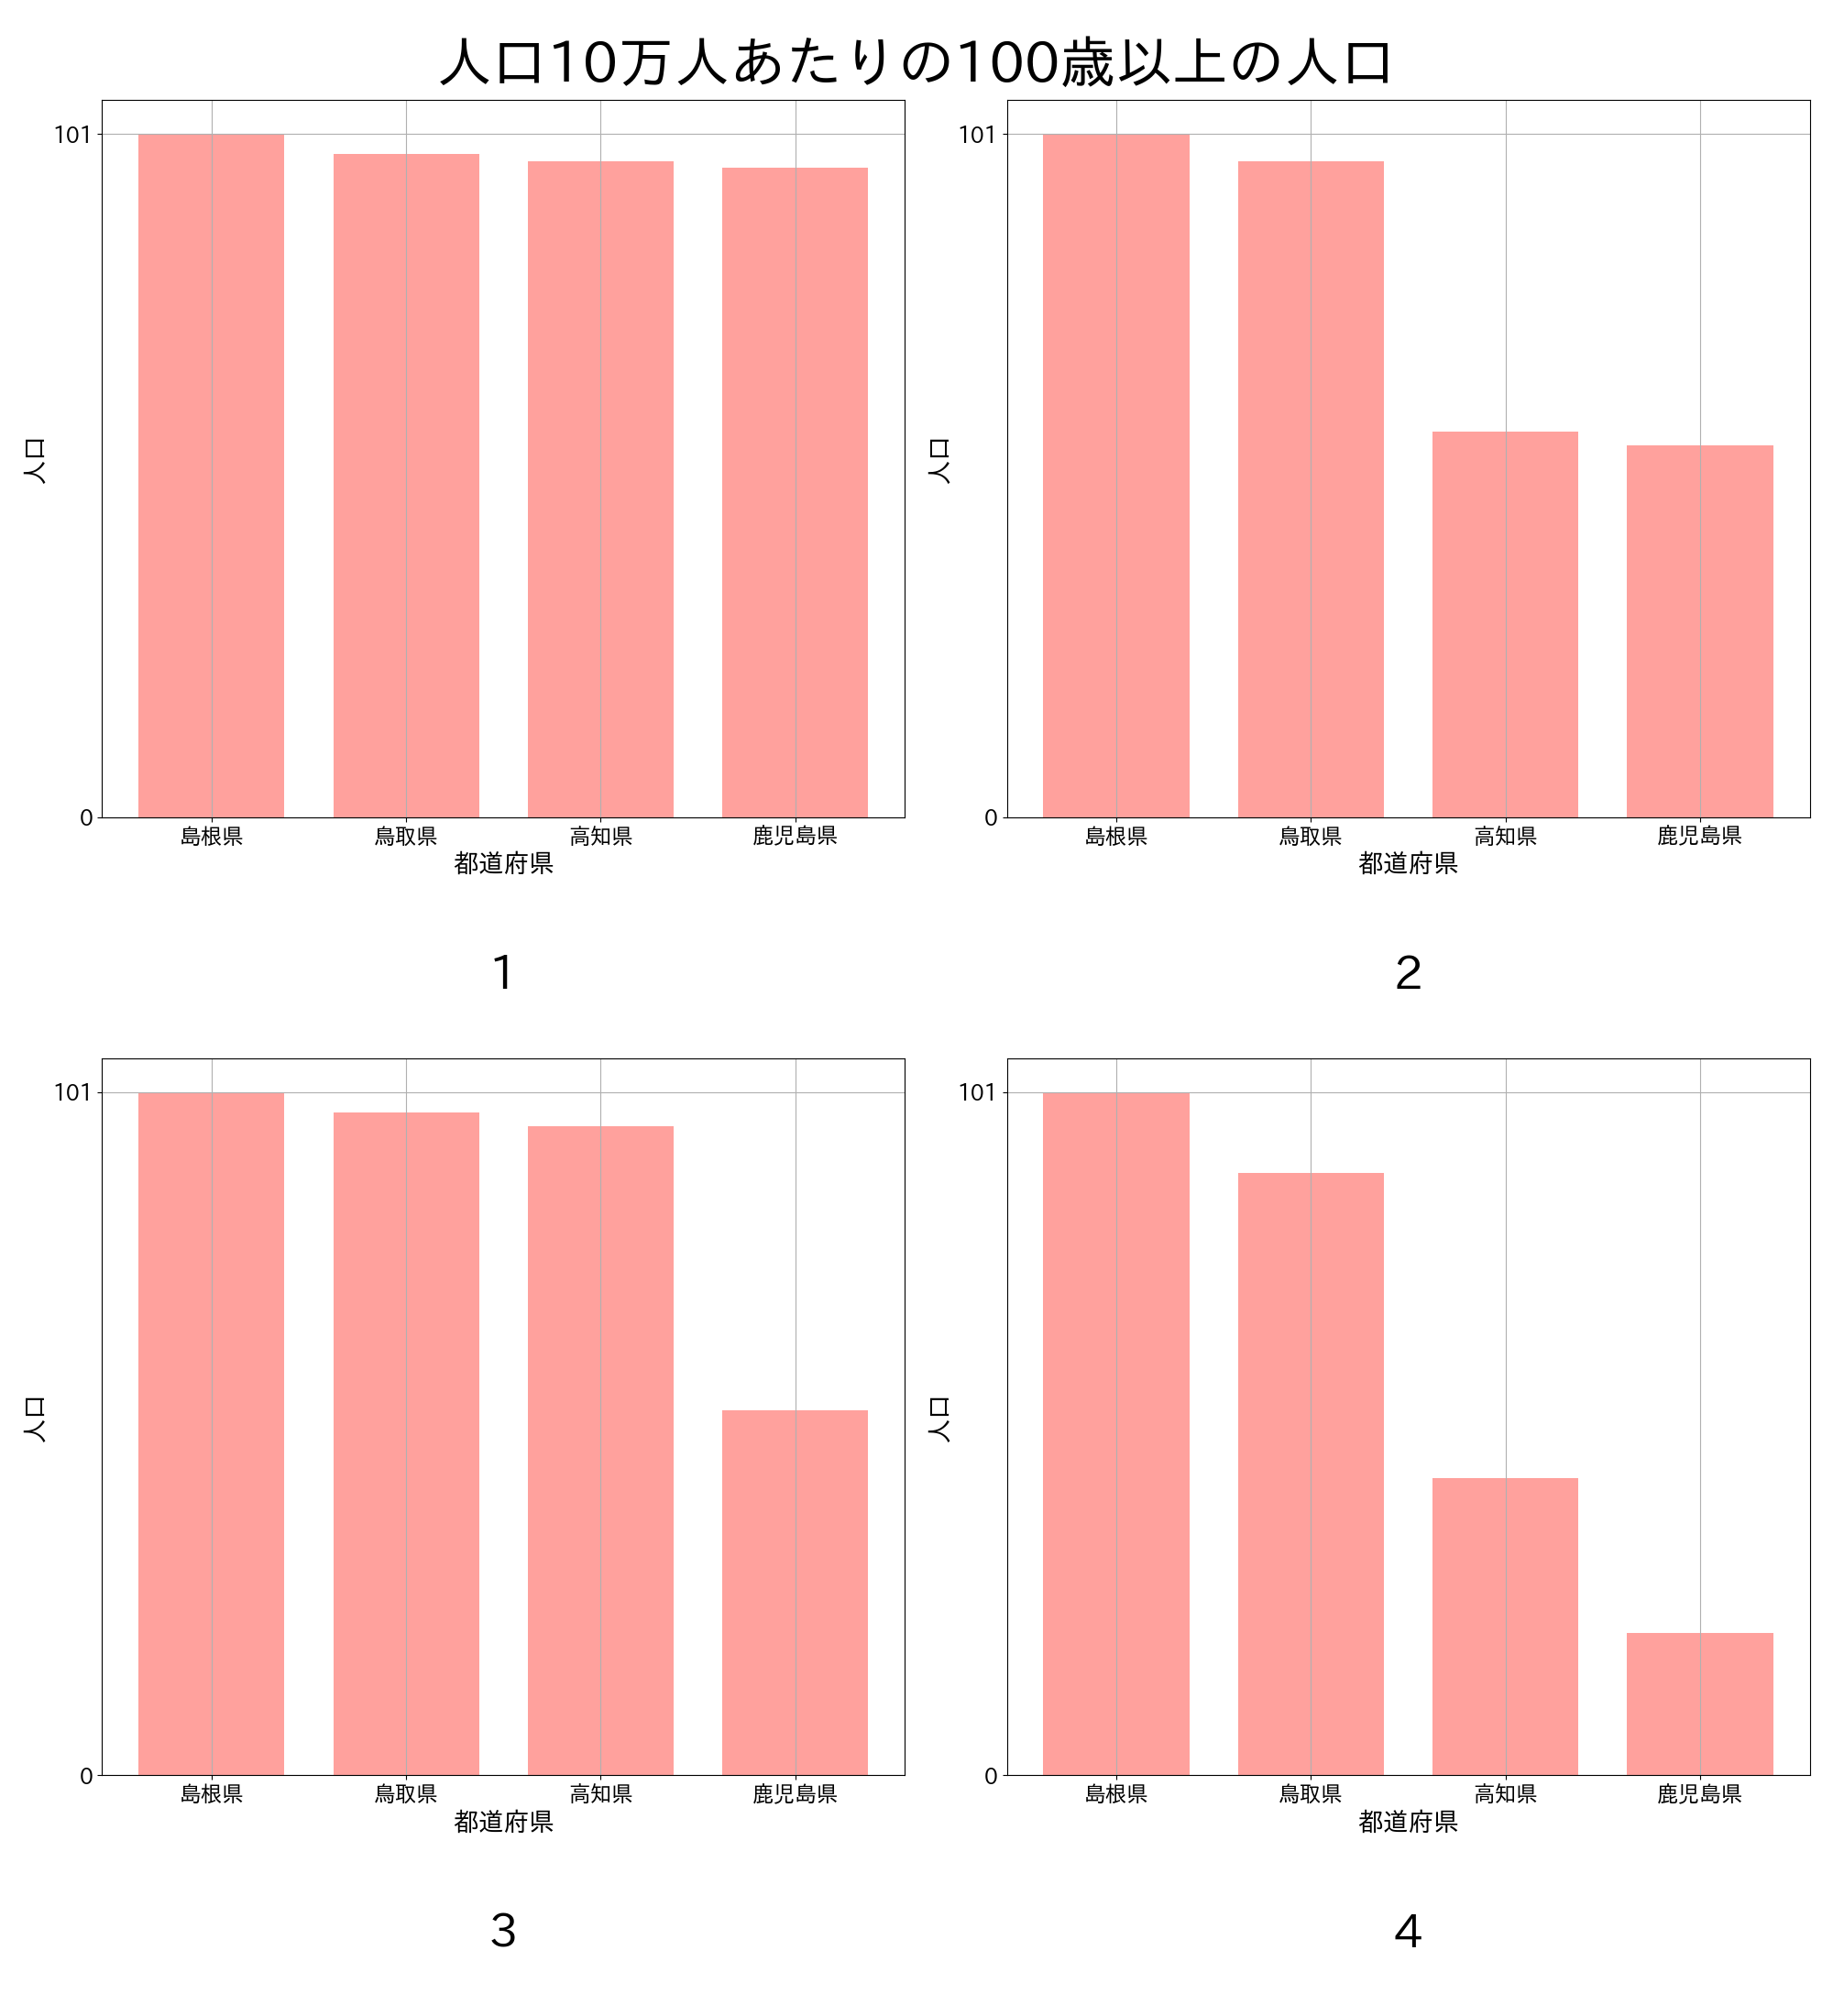 人口10万人あたりの100歳以上の人口
101
0
人口
島根県 鳥取県 高知県 鹿児島県
都道府県
1
101
0
人口
島根県 鳥取県 高知県 鹿児島県
都道府県
2
101
0
人口
島根県 鳥取県 高知県 鹿児島県
都道府県
3
101
0
人口
島根県 鳥取県 高知県 鹿児島県
都道府県
4